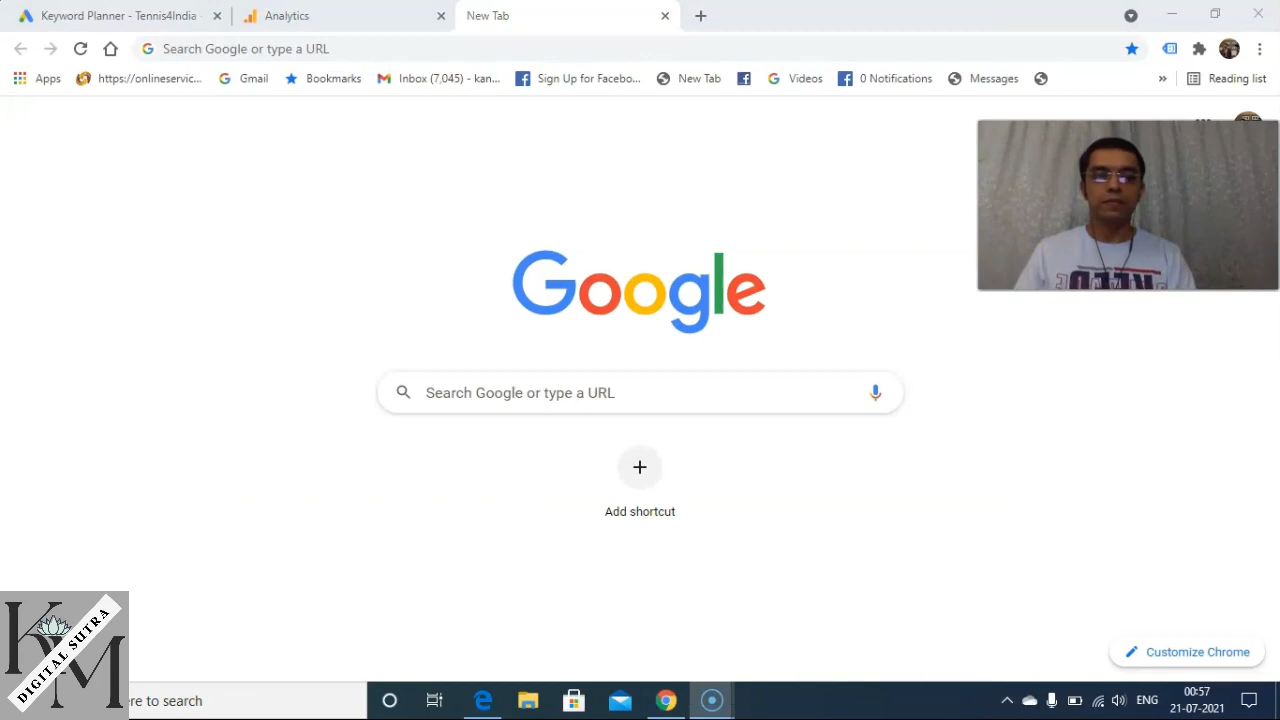 Keyword Planner - Tennis4India
Analytics
New Tab
Search Google or type a URL
Apps
https://onlineservic...
Gmail
Bookmarks
Inbox (7,045) - kan...
Sign Up for Facebo...
New Tab
Videos
0 Notifications
Messages
»
Reading list
Google
Search Google or type a URL
Add shortcut
Customize Chrome
KM
DIGITAL SUTRA
ere to search
ENG
00:57
21-07-2021